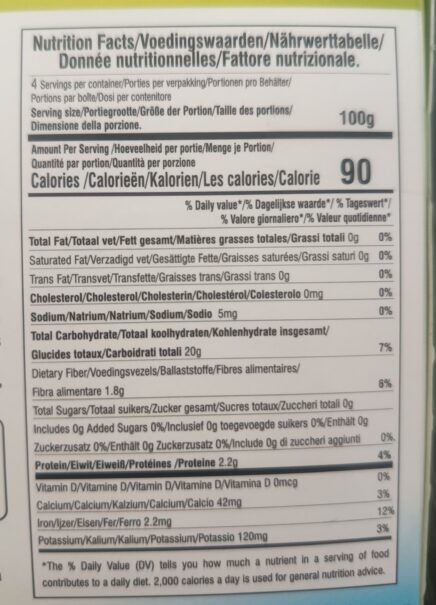 Nutrition Facts/Voedingswaarden/Nährwerttabelle/
Donnée nutritionnelles/Fattore nutrizionale.
4 Servings per container/Porties per verpakking/Portionen pro Behälter/
Portions par boîte/Dosi per contenitore
Serving size/Portiegrootte/Größe der Portion/Taille des portions/
Dimensione della porzione. 100g
Amount Per Serving /Hoeveelheid per portie/Menge je Portion/
Quantité par portion/Quantità per porzione
Calories /Calorieën/Kalorien/Les calories/Calorie 90
% Daily value*/% Dagelijkse waarde*/ % Tageswert*/
% Valore giornaliero*/% Valeur quotidienne*
Total Fat/Totaal vet/Fett gesamt/Matières grasses totales/Grassi totali 0g 0%
Saturated Fat/Verzadigd vet/Gesättigte Fette/Graisses saturées/Grassi saturi 0g 0%
Trans Fat/Transvet/Transfette/Graisses trans/Grassi trans 0g 0%
Cholesterol/Cholesterol/Cholesterin/Cholestérol/Colesterolo 0mg 0%
Sodium/Natrium/Natrium/Sodium/Sodio 5mg 0%
Total Carbohydrate/Totaal koolhydraten/Kohlenhydrate insgesamt/
Glucides totaux/Carboidrati totali 20g 7%
Dietary Fiber/Voedingsvezels/Ballaststoffe/Fibres alimentaires/
Fibra alimentare 1.8g 6%
Total Sugars/Totaal suikers/Zucker gesamt/Sucres totaux/Zuccheri totali 0g
Includes 0g Added Sugars 0%/Inclusief 0g toegevoegde suikers 0%/Enthält 0g
Zuckerzusatz 0%/Enthält 0g Zuckerzusatz 0%/Include 0g di zuccheri aggiunti 0%
Protein/Eiwit/Eiweiß/Protéines /Proteine 2.2g 4%
Vitamin D/Vitamine D/Vitamin D/Vitamine D/Vitamina D 0mcg 0%
Calcium/Calcium/Kalzium/Calcium/Calcio 42mg 3%
Iron/Ijzer/Eisen/Fer/Ferro 2.2mg 12%
Potassium/Kalium/Kalium/Potassium/Potassio 120mg 3%
*The % Daily Value (DV) tells you how much a nutrient in a serving of food
contributes to a daily diet. 2,000 calories a day is used for general nutrition advice.